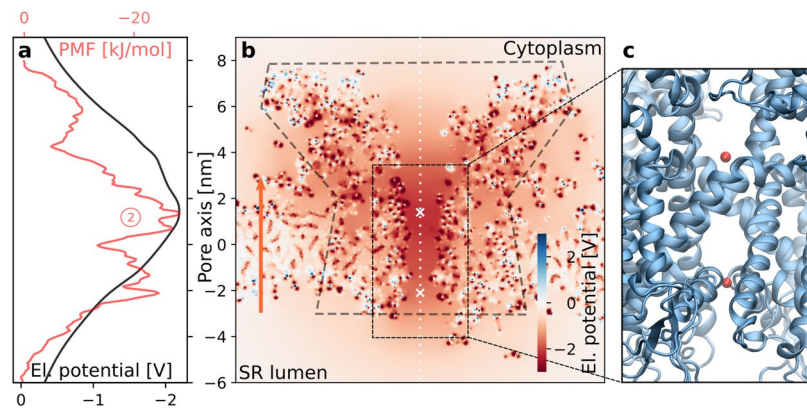 0 −20
a PMF [kJ/mol]
2
El. potential [V]
0 −1 −2
Pore axis [nm]
8
6
4
2
0
−2
−4
−6
b Cytoplasm
SR lumen
El. potential [V]
2
0
−2
c